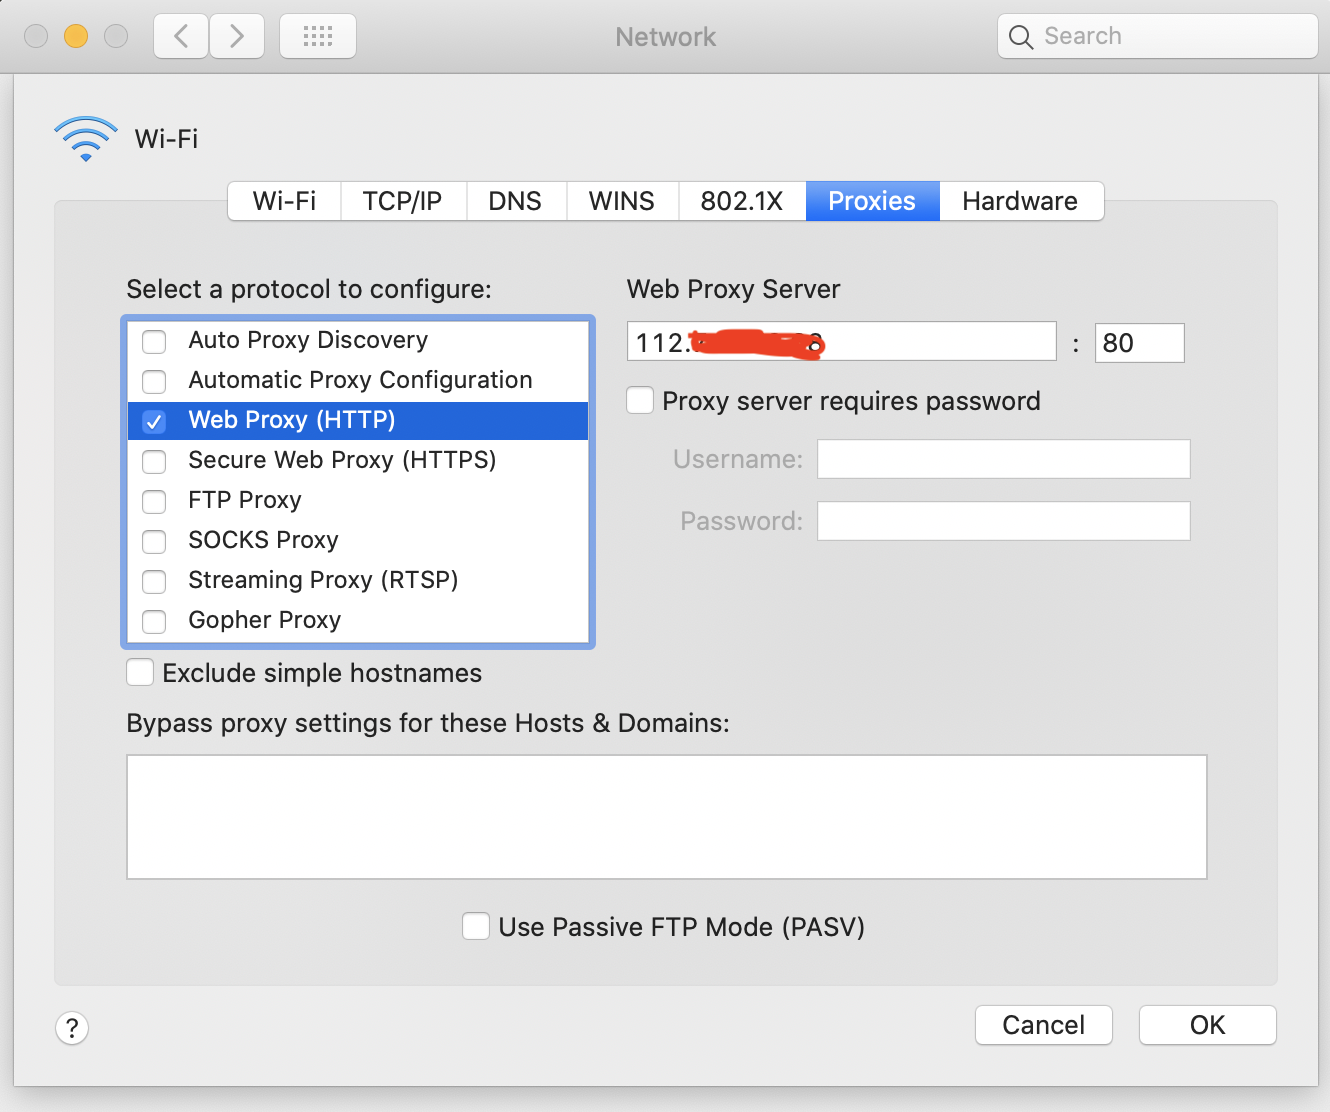 Network
Search
Wi-Fi
Wi-Fi TCP/IP DNS WINS 802.1X Proxies Hardware
Select a protocol to configure:
Auto Proxy Discovery
Automatic Proxy Configuration
Web Proxy (HTTP)
Secure Web Proxy (HTTPS)
FTP Proxy
SOCKS Proxy
Streaming Proxy (RTSP)
Gopher Proxy
Exclude simple hostnames
Web Proxy Server
112. : 80
Proxy server requires password
Username:
Password:
Bypass proxy settings for these Hosts & Domains:
Use Passive FTP Mode (PASV)
? Cancel OK